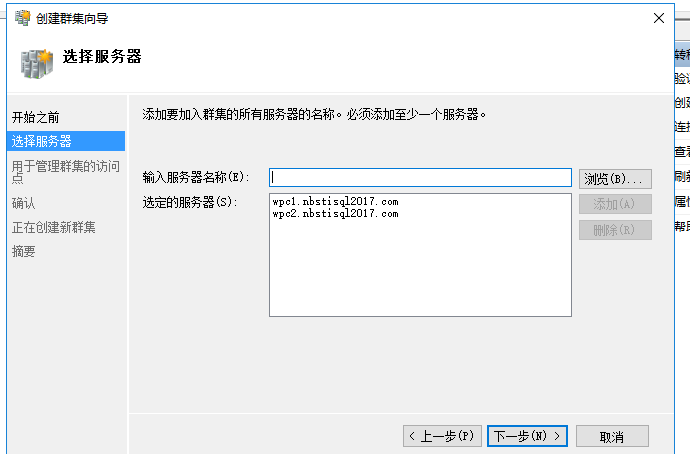 创建群集向导
选择服务器
开始之前
选择服务器
用于管理群集的访问
点
确认
正在创建新群集
摘要
添加要加入群集的所有服务器的名称。必须添加至少一个服务器。
输入服务器名称(E):
浏览(B)...
选定的服务器(S):
wpc1.nbstisql2017.com
wpc2.nbstisql2017.com
添加(A)
删除(R)
< 上一步(P)
下一步(N) >
取消
验
创
连接
查看
刷新
属性
帮